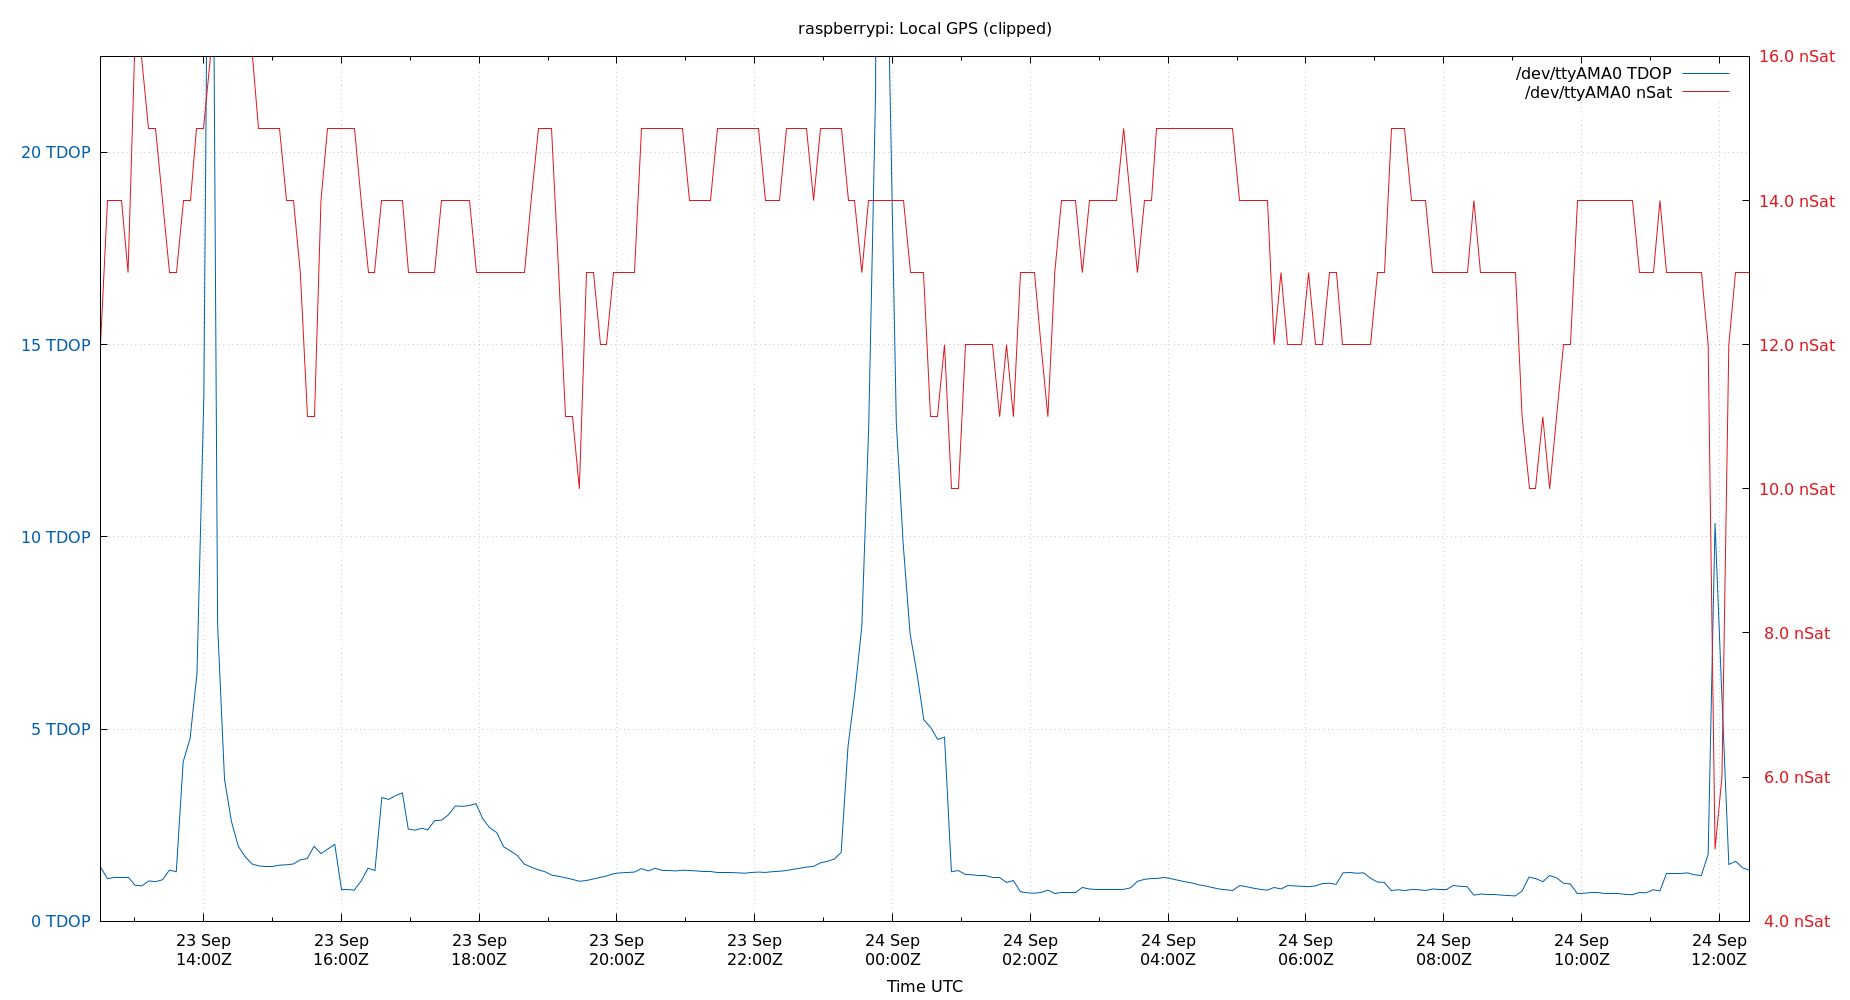 raspberrypi: Local GPS (clipped)
/dev/ttyAMA0 TDOP
/dev/ttyAMA0 nSat
20 TDOP
15 TDOP
10 TDOP
5 TDOP
0 TDOP
16.0 nSat
14.0 nSat
12.0 nSat
10.0 nSat
8.0 nSat
6.0 nSat
4.0 nSat
23 Sep 23 Sep 23 Sep 23 Sep 23 Sep 24 Sep 24 Sep 24 Sep 24 Sep 24 Sep 24 Sep 24 Sep
14:00Z 16:00Z 18:00Z 20:00Z 22:00Z 00:00Z 02:00Z 04:00Z 06:00Z 08:00Z 10:00Z 12:00Z
Time UTC